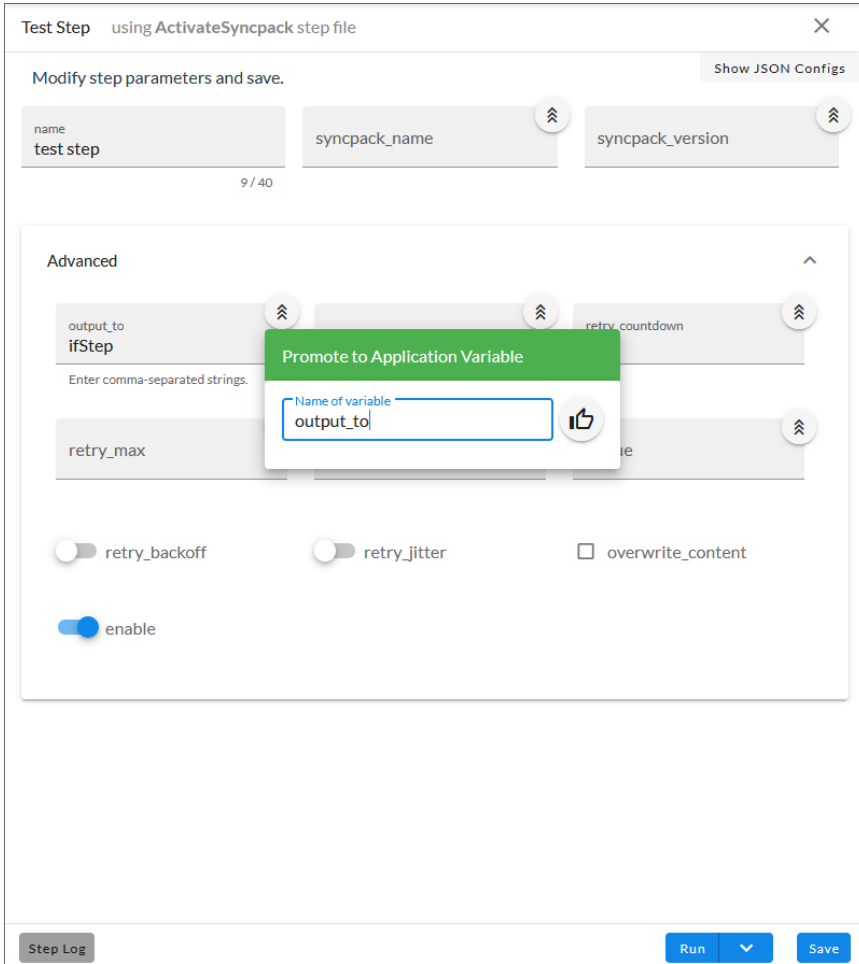 Test Step using ActivateSyncpack step file
Show JSON Configs
Modify step parameters and save.
name
test step
syncpack_name
syncpack_version
9 / 40
Advanced
output_to
ifStep
retry_countdown
Enter comma-separated strings.
Promote to Application Variable
Name of variable
output_to
retry_max
retry_backoff
retry_jitter
overwrite_content
enable
Step Log
Run
Save